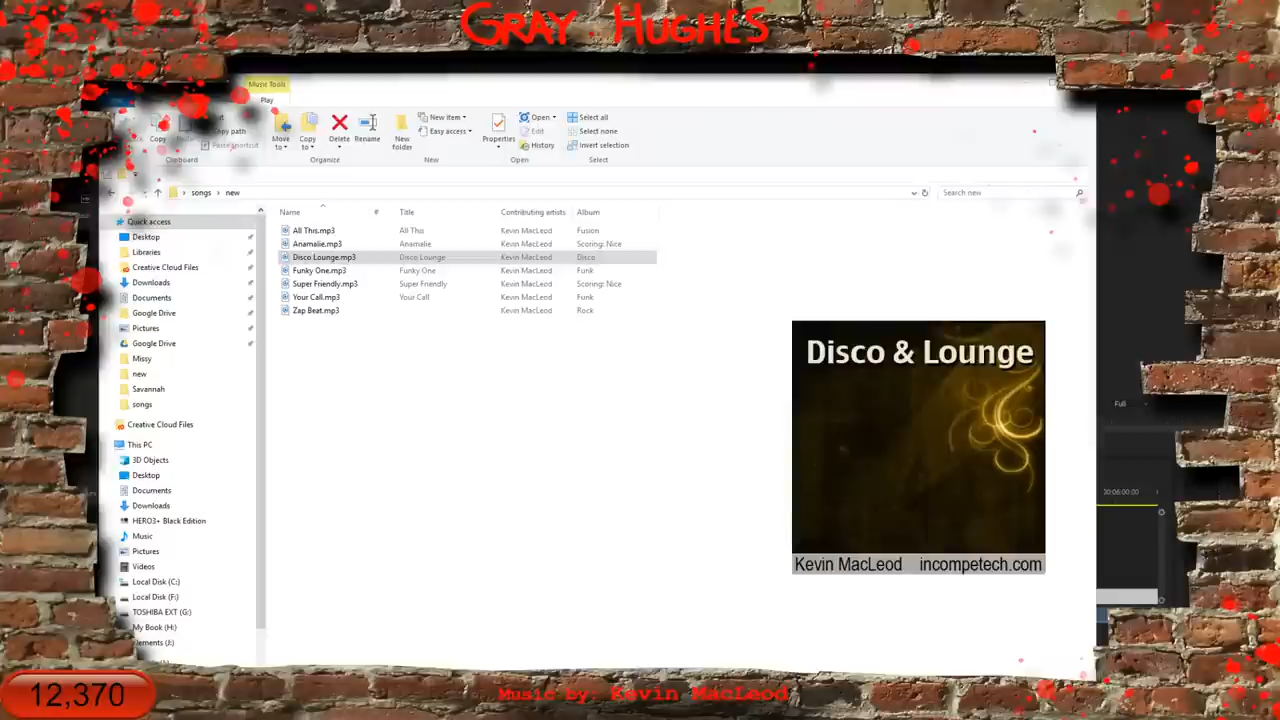 GRAY HUGHES
Music Tools
Play
Copy
Copy path
Paste shortcut
Clipboard
Move to
Copy to
Delete
Rename
Organize
New folder
New item
Easy access
New
Properties
Open
Edit
History
Open
Select all
Select none
Invert selection
Select
songs › new
Search new
Name # Title Contributing artists Album
All This.mp3 All This Kevin MacLeod Fusion
Anamalie.mp3 Anamalie Kevin MacLeod Scoring: Nice
Disco Lounge.mp3 Disco Lounge Kevin MacLeod Disco
Funky One.mp3 Funky One Kevin MacLeod Funk
Super Friendly.mp3 Super Friendly Kevin MacLeod Scoring: Nice
Your Call.mp3 Your Call Kevin MacLeod Funk
Zap Beat.mp3 Zap Beat Kevin MacLeod Rock
Quick access
Desktop
Libraries
Creative Cloud Files
Downloads
Documents
Google Drive
Pictures
Google Drive
Missy
new
Savannah
songs
Creative Cloud Files
This PC
3D Objects
Desktop
Documents
Downloads
HERO3+ Black Edition
Music
Pictures
Videos
Local Disk (C:)
Local Disk (F:)
TOSHIBA EXT (G:)
My Book (H:)
lements (J:)
Disco & Lounge
Kevin MacLeod incompetech.com
Full
00:06:00:00
12,370
Music by: Kevin MacLeod